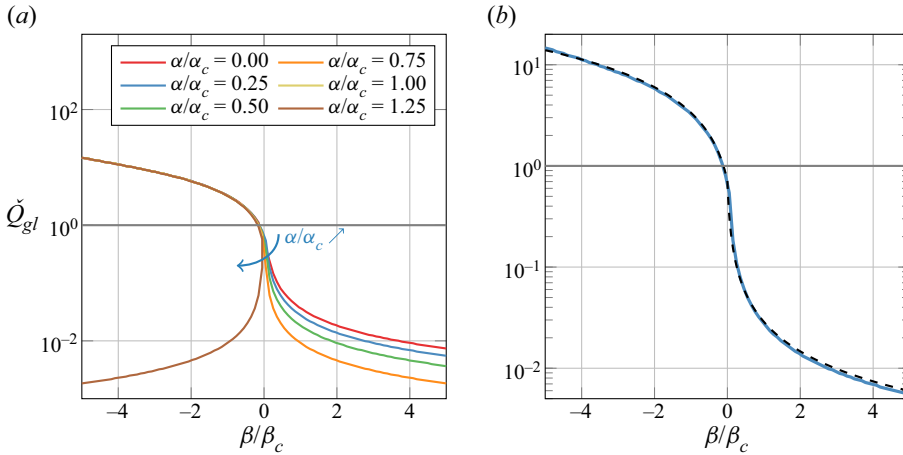 (a)
α/α_c = 0.00 α/α_c = 0.75
α/α_c = 0.25 α/α_c = 1.00
α/α_c = 0.50 α/α_c = 1.25
10^2
10^0
10^−2
Q̌_gl
α/α_c ↗
−4 −2 0 2 4
β/β_c
(b)
10^1
10^0
10^−1
10^−2
−4 −2 0 2 4
β/β_c